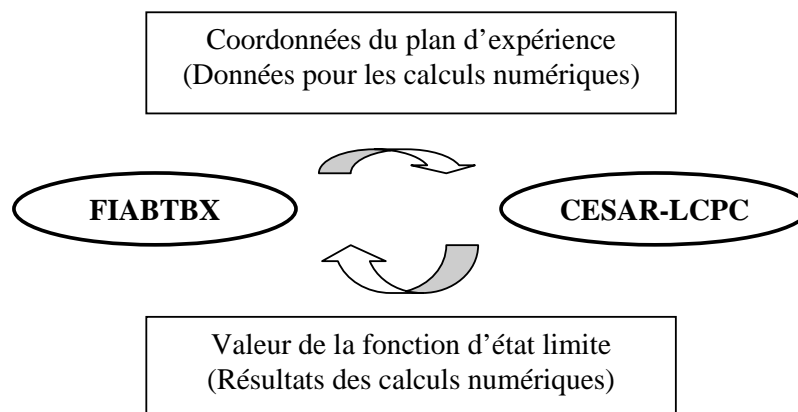 Coordonnées du plan d’expérience
(Données pour les calculs numériques)
FIABTBX
CESAR-LCPC
Valeur de la fonction d’état limite
(Résultats des calculs numériques)